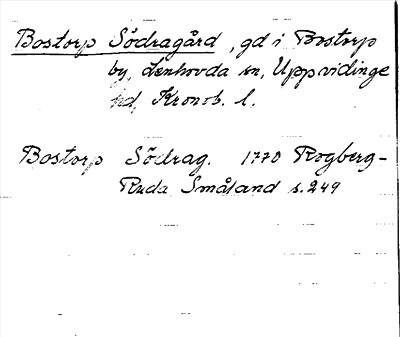 Bostorp Södragård, gd i Bostorp
by, Lenhovda sn, Uppvidinge
hd, Kronob. l.
Bostorp Södrag. 1770 Rogberg-
Ruda Småland s. 249